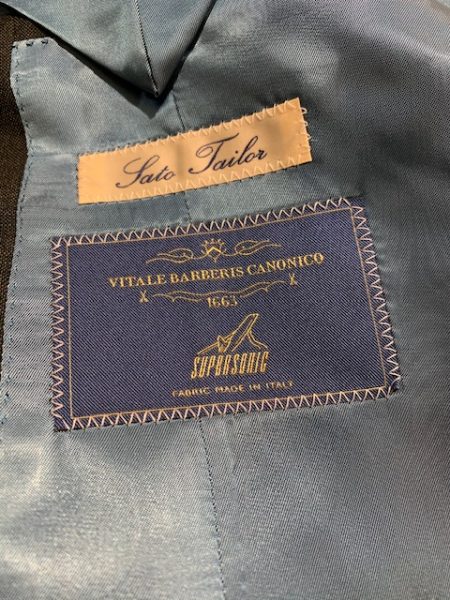 Sato Tailor
VITALE BARBERIS CANONICO
1663
SUPERSONIC
FABRIC MADE IN ITALY